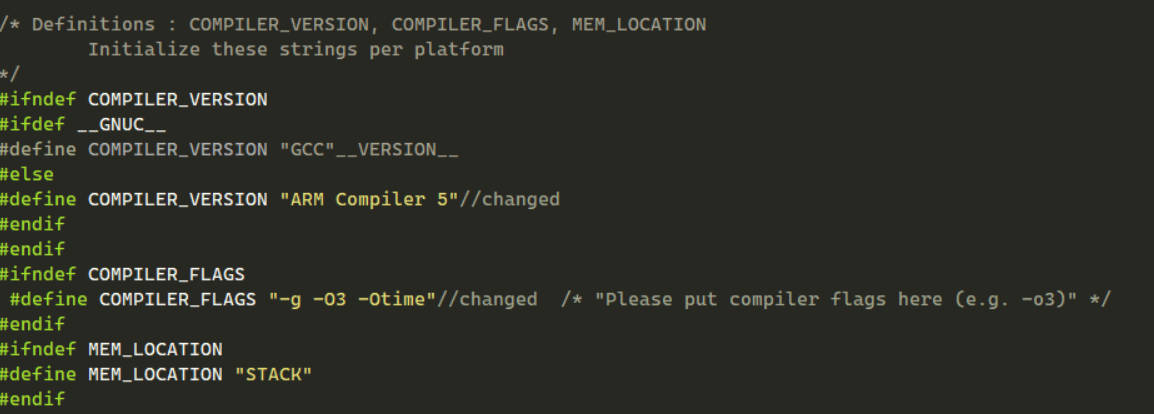 /* Definitions : COMPILER_VERSION, COMPILER_FLAGS, MEM_LOCATION
        Initialize these strings per platform
*/
#ifndef COMPILER_VERSION
#ifdef __GNUC__
#define COMPILER_VERSION "GCC"__VERSION__
#else
#define COMPILER_VERSION "ARM Compiler 5"//changed
#endif
#endif
#ifndef COMPILER_FLAGS
 #define COMPILER_FLAGS "-g -O3 -Otime"//changed  /* "Please put compiler flags here (e.g. -o3)" */
#endif
#ifndef MEM_LOCATION
#define MEM_LOCATION "STACK"
#endif